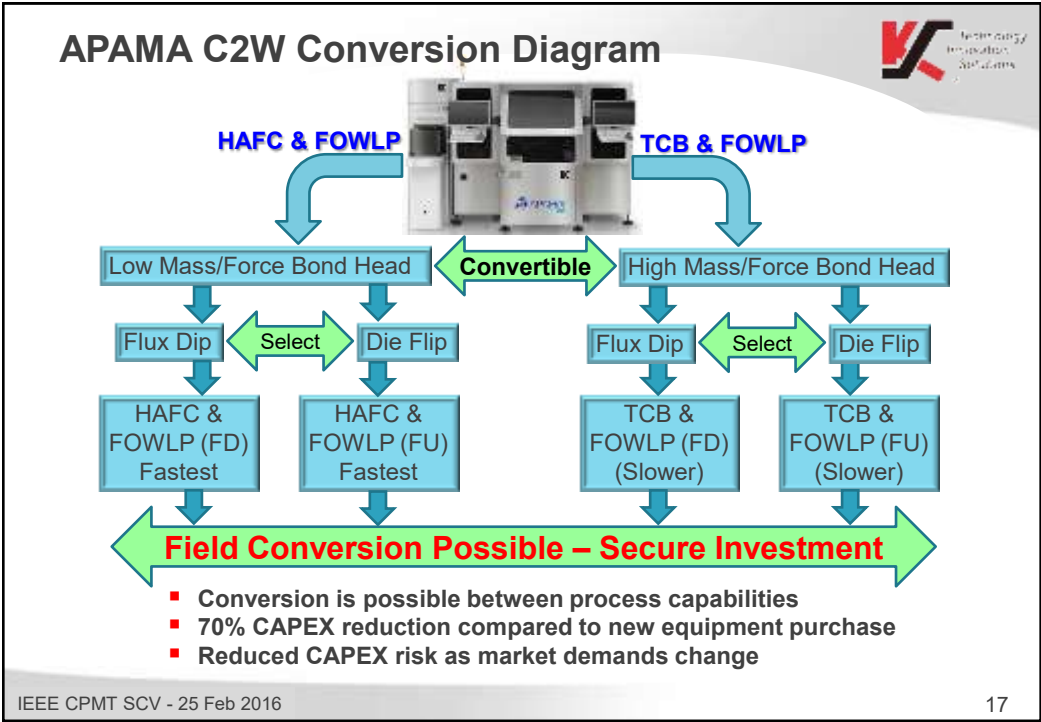 APAMA C2W Conversion Diagram
Technology
Innovation
Solutions
HAFC & FOWLP
TCB & FOWLP
Low Mass/Force Bond Head
Convertible
High Mass/Force Bond Head
Flux Dip
Select
Die Flip
Flux Dip
Select
Die Flip
HAFC &
FOWLP (FD)
Fastest
HAFC &
FOWLP (FU)
Fastest
TCB &
FOWLP (FD)
(Slower)
TCB &
FOWLP (FU)
(Slower)
Field Conversion Possible – Secure Investment
Conversion is possible between process capabilities
70% CAPEX reduction compared to new equipment purchase
Reduced CAPEX risk as market demands change
IEEE CPMT SCV - 25 Feb 2016
17